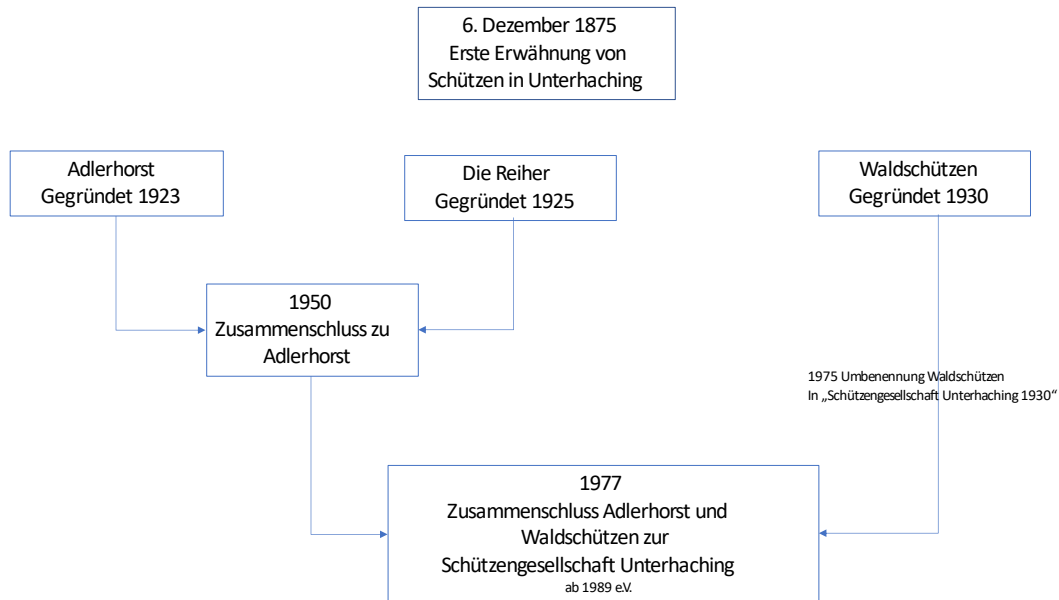 6. Dezember 1875
Erste Erwähnung von
Schützen in Unterhaching
Adlerhorst
Gegründet 1923
Die Reiher
Gegründet 1925
Waldschützen
Gegründet 1930
1950
Zusammenschluss zu
Adlerhorst
1975 Umbenennung Waldschützen
In „Schützengesellschaft Unterhaching 1930“
1977
Zusammenschluss Adlerhorst und
Waldschützen zur
Schützengesellschaft Unterhaching
ab 1989 e.V.